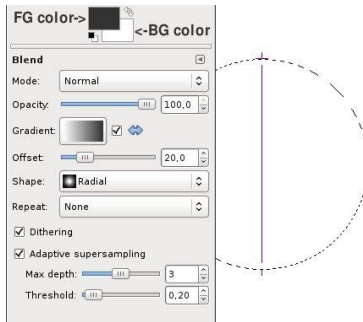 FG color->
<-BG color
Blend
Mode: Normal
Opacity: 100,0
Gradient:
Offset: 20,0
Shape: Radial
Repeat: None
Dithering
Adaptive supersampling
Max depth: 3
Threshold: 0,20